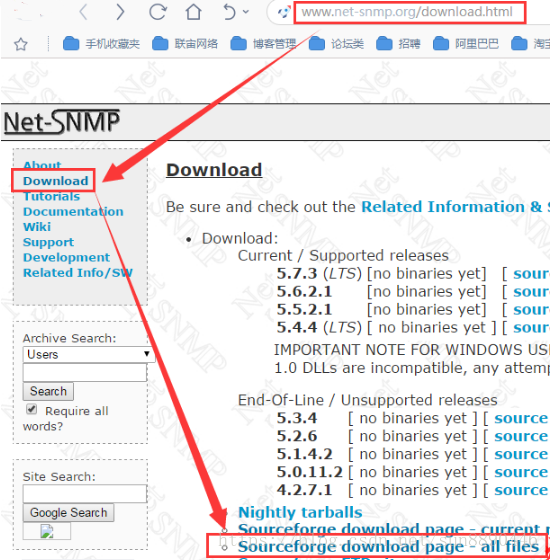 www.net-snmp.org/download.html
手机收藏夹 联宙网络 博客管理 论坛类 招聘 阿里巴巴 淘宝
Net-SNMP
About
Download
Tutorials
Documentation
Wiki
Support
Development
Related Info/SW
Archive Search:
Users
Search
Require all
words?
Site Search:
Google Search
Download
Be sure and check out the Related Information &
Download:
Current / Supported releases
5.7.3 (LTS) [no binaries yet] [ sour
5.6.2.1 [no binaries yet] [ sour
5.5.2.1 [no binaries yet] [ sour
5.4.4 (LTS) [ no binaries yet ] [ sour
IMPORTANT NOTE FOR WINDOWS US
1.0 DLLs are incompatible, any attem
End-Of-Line / Unsupported releases
5.3.4 [ no binaries yet ] [ source
5.2.6 [ no binaries yet ] [ source
5.1.4.2 [ no binaries yet ] [ source
5.0.11.2 [ no binaries yet ] [ source
4.2.7.1 [ no binaries yet ] [ source
Nightly tarballs
Sourceforge download page - current
Sourceforge download page - all files